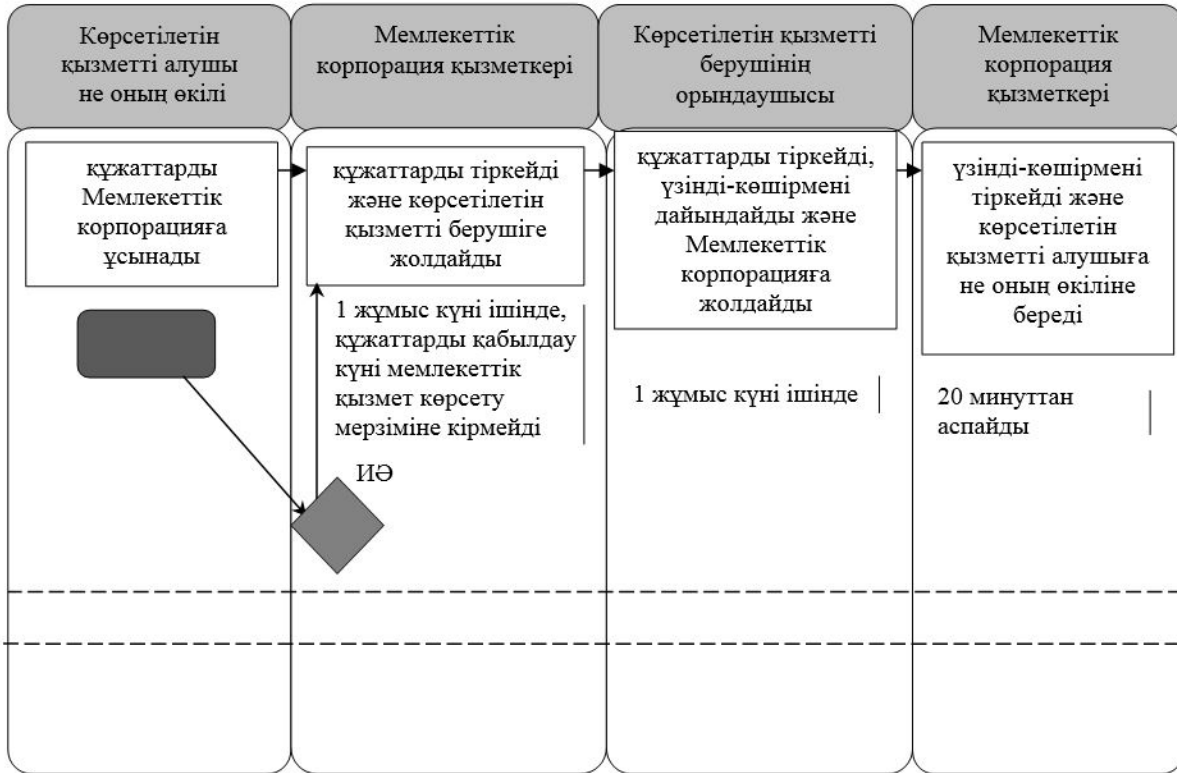 Көрсетілетін
қызметті алушы
не оның өкілі
Мемлекеттік
корпорация қызметкері
Көрсетілетін қызметті
берушінің
орындаушысы
Мемлекеттік
корпорация
қызметкері
құжаттарды
Мемлекеттік
корпорацияға
ұсынады
құжаттарды тіркейді
және көрсетілетін
қызметті берушіге
жолдайды
құжаттарды тіркейді,
үзінді-көшірмені
дайындайды және
Мемлекеттік
корпорацияға
жолдайды
үзінді-көшірмені
тіркейді және
көрсетілетін
қызметті алушыға
не оның өкіліне
береді
1 жұмыс күні ішінде,
құжаттарды қабылдау
күні мемлекеттік
қызмет көрсету
мерзіміне кірмейді
1 жұмыс күні ішінде
20 минуттан
аспайды
ИӘ